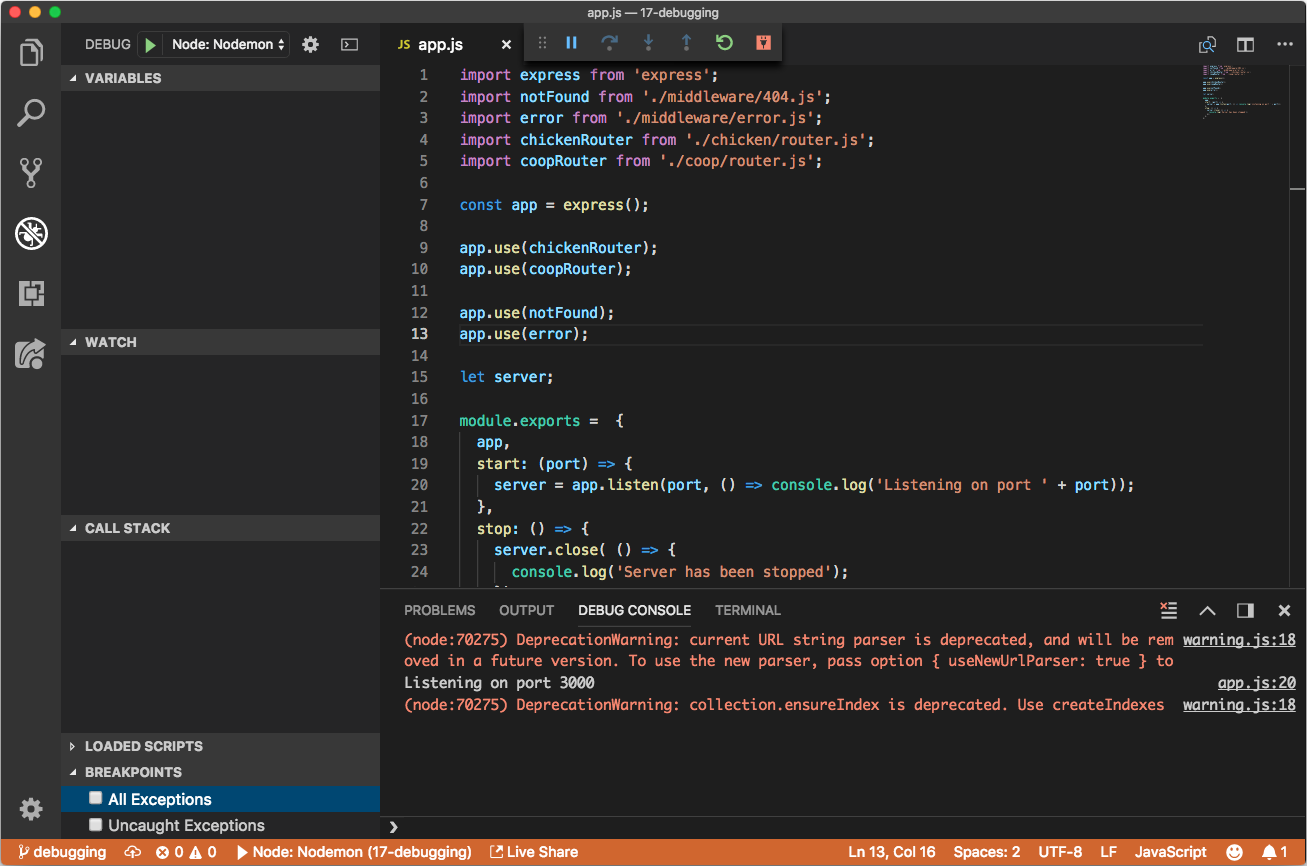 app.js — 17-debugging
DEBUG Node: Nodemon
JS app.js
VARIABLES
WATCH
CALL STACK
LOADED SCRIPTS
BREAKPOINTS
All Exceptions
Uncaught Exceptions
1 import express from 'express';
2 import notFound from './middleware/404.js';
3 import error from './middleware/error.js';
4 import chickenRouter from './chicken/router.js';
5 import coopRouter from './coop/router.js';
6
7 const app = express();
8
9 app.use(chickenRouter);
10 app.use(coopRouter);
11
12 app.use(notFound);
13 app.use(error);
14
15 let server;
16
17 module.exports =  {
18   app,
19   start: (port) => {
20     server = app.listen(port, () => console.log('Listening on port ' + port));
21   },
22   stop: () => {
23     server.close( () => {
24       console.log('Server has been stopped');
PROBLEMS OUTPUT DEBUG CONSOLE TERMINAL
(node:70275) DeprecationWarning: current URL string parser is deprecated, and will be rem warning.js:18
oved in a future version. To use the new parser, pass option { useNewUrlParser: true } to
Listening on port 3000 app.js:20
(node:70275) DeprecationWarning: collection.ensureIndex is deprecated. Use createIndexes warning.js:18
debugging 0 0 Node: Nodemon (17-debugging) Live Share Ln 13, Col 16 Spaces: 2 UTF-8 LF JavaScript 1